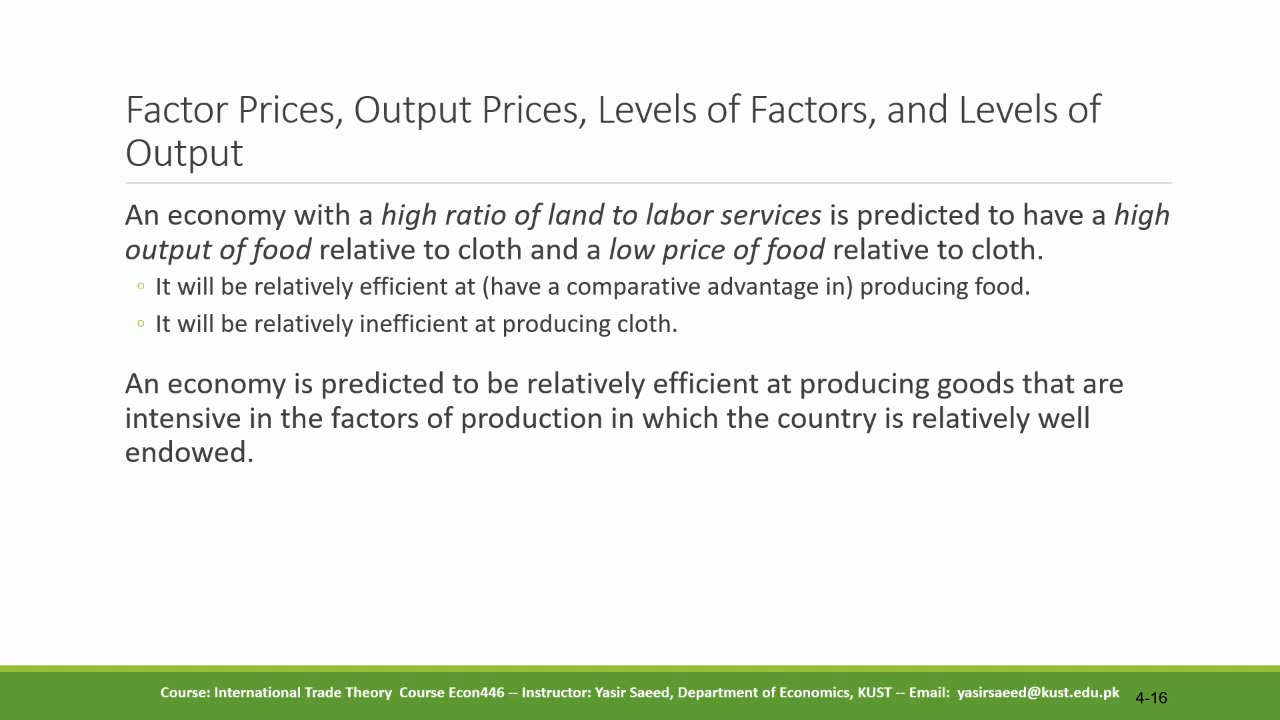 Factor Prices, Output Prices, Levels of Factors, and Levels of
Output
An economy with a high ratio of land to labor services is predicted to have a high
output of food relative to cloth and a low price of food relative to cloth.
◦ It will be relatively efficient at (have a comparative advantage in) producing food.
◦ It will be relatively inefficient at producing cloth.
An economy is predicted to be relatively efficient at producing goods that are
intensive in the factors of production in which the country is relatively well
endowed.
Course: International Trade Theory  Course Econ446 -- Instructor: Yasir Saeed, Department of Economics, KUST -- Email:  yasirsaeed@kust.edu.pk 4-16